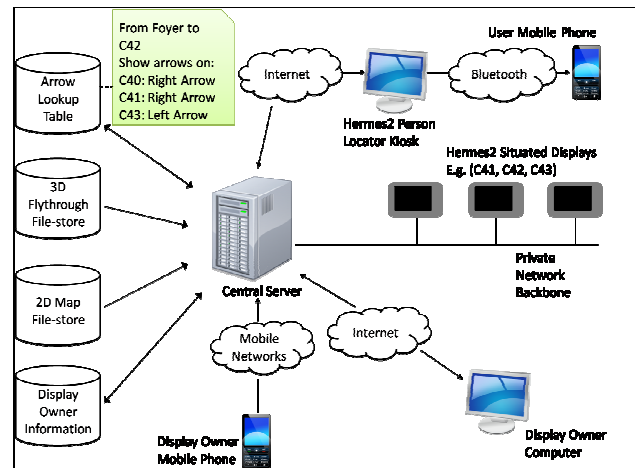 From Foyer to
C42
Show arrows on:
C40: Right Arrow
C41: Right Arrow
C43: Left Arrow
Arrow
Lookup
Table
Internet
Bluetooth
User Mobile Phone
Hermes2 Person
Locator Kiosk
3D
Flythrough
File-store
Hermes2 Situated Displays
E.g. (C41, C42, C43)
Central Server
Private
Network
Backbone
2D Map
File-store
Mobile
Networks
Internet
Display
Owner
Information
Display Owner
Mobile Phone
Display Owner
Computer